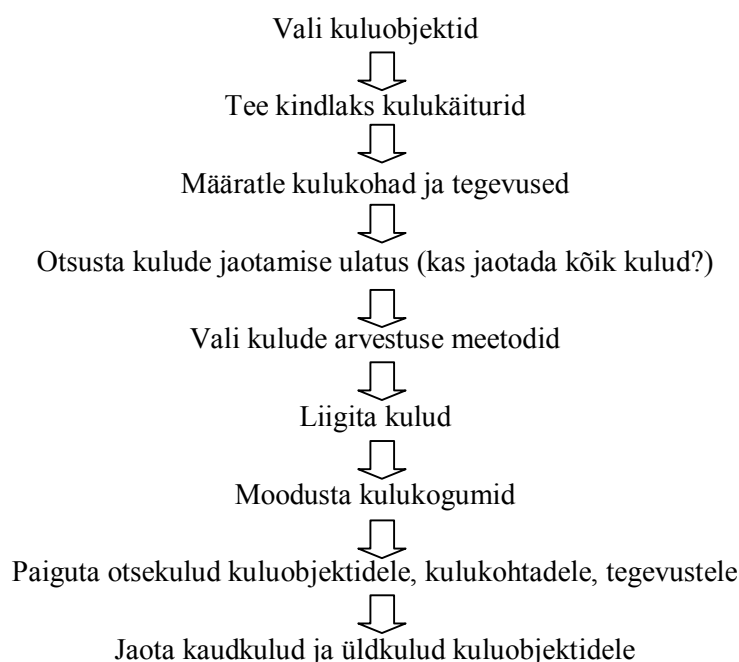 Vali kuluobjektid
Tee kindlaks kulukäiturid
Määratle kulukohad ja tegevused
Otsusta kulude jaotamise ulatus (kas jaotada kõik kulud?)
Vali kulude arvestuse meetodid
Liigita kulud
Moodusta kulukogumid
Paiguta otsekulud kuluobjektidele, kulukohtadele, tegevustele
Jaota kaudkulud ja üldkulud kuluobjektidele